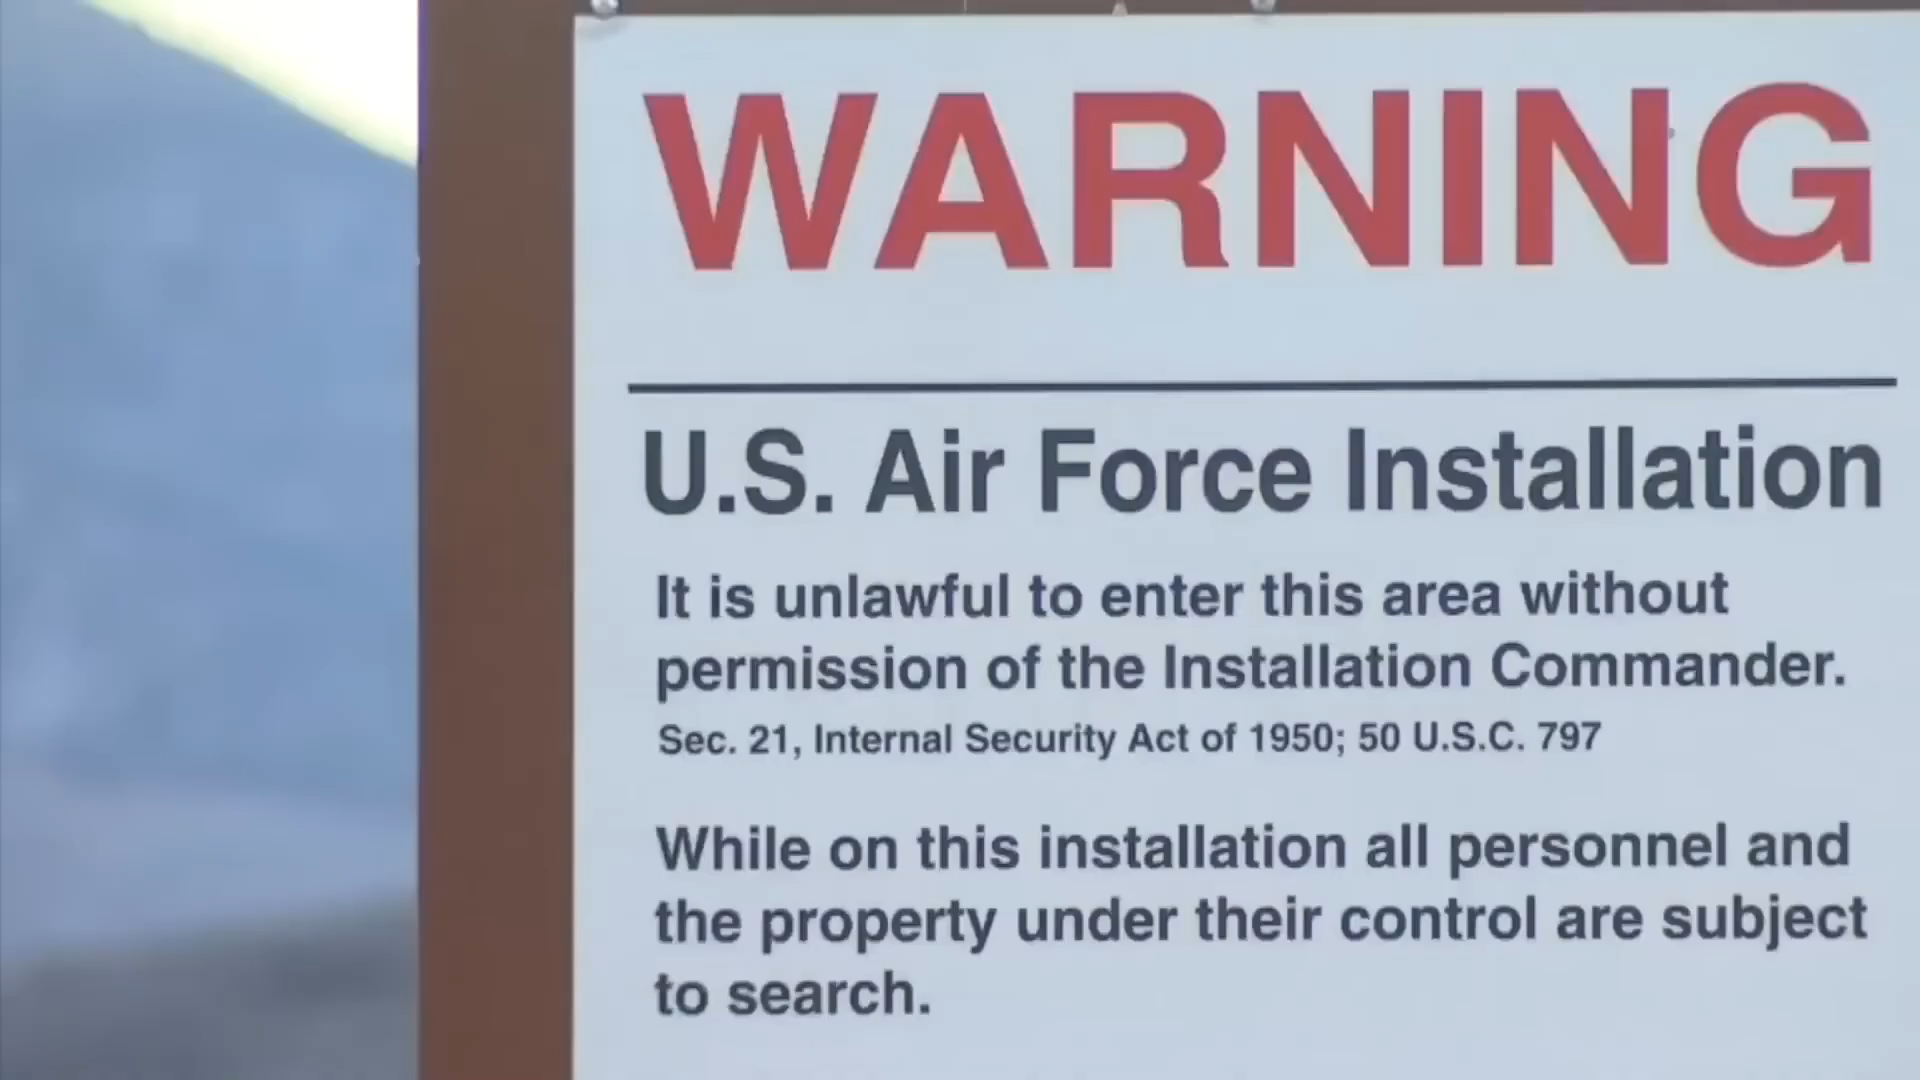 WARNING
U.S. Air Force Installation
It is unlawful to enter this area without
permission of the Installation Commander.
Sec. 21, Internal Security Act of 1950; 50 U.S.C. 797
While on this installation all personnel and
the property under their control are subject
to search.